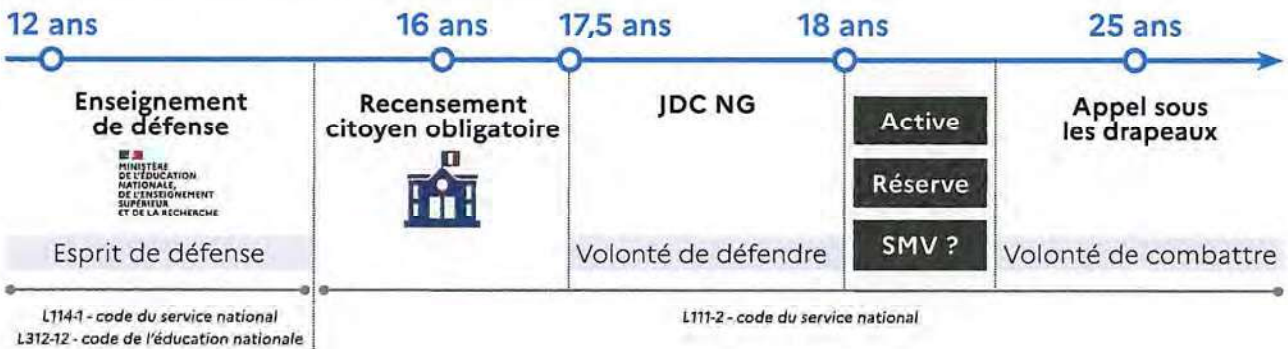 12 ans
16 ans
17,5 ans
18 ans
25 ans
Enseignement
de défense
MINISTÈRE
DE L'ÉDUCATION
NATIONALE,
DE L'ENSEIGNEMENT
SUPÉRIEUR
ET DE LA RECHERCHE
Esprit de défense
Recensement
citoyen obligatoire
JDC NG
Volonté de défendre
Active
Réserve
SMV ?
Appel sous
les drapeaux
Volonté de combattre
L114-1 - code du service national
L312-12 - code de l'éducation nationale
L111-2 - code du service national